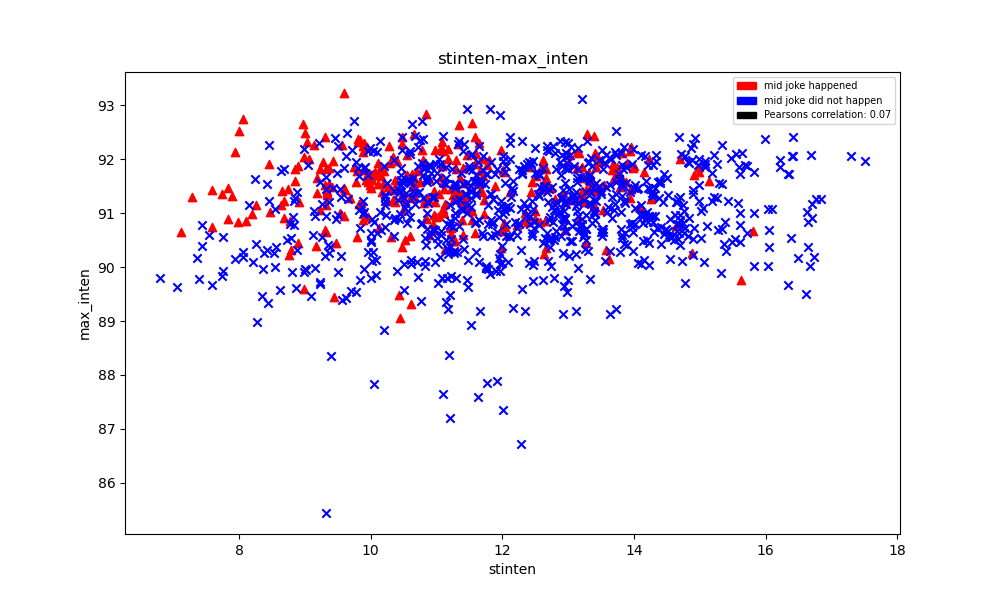 stinten-max_inten
mid joke happened
mid joke did not happen
Pearsons correlation: 0.07
max_inten
93
92
91
90
89
88
87
86
8 10 12 14 16 18
stinten